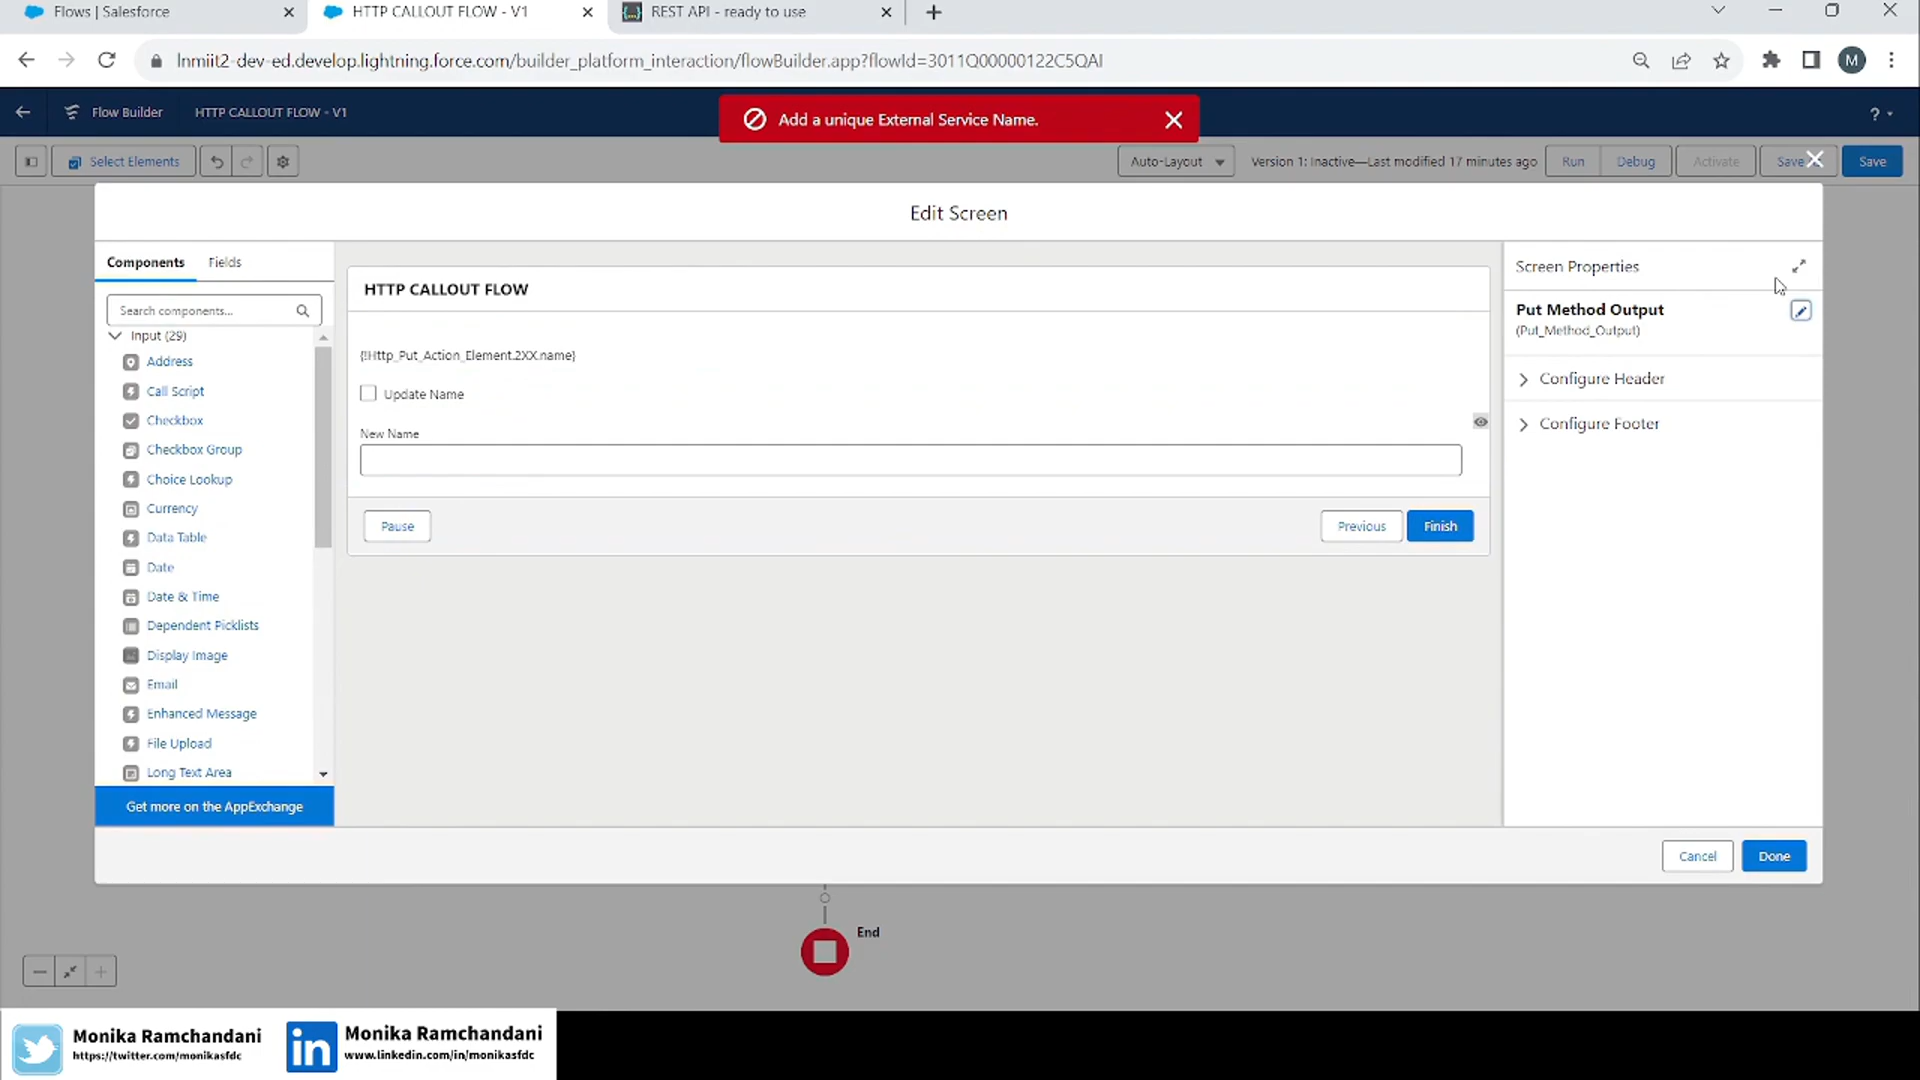 Flows | Salesforce
HTTP CALLOUT FLOW - V1
REST API - ready to use
lnmiit2-dev-ed.develop.lightning.force.com/builder_platform_interaction/flowBuilder.app?flowId=3011Q00000122C5QAI
M
Flow Builder
HTTP CALLOUT FLOW - V1
Add a unique External Service Name.
?
Select Elements
Auto-Layout
Version 1: Inactive—Last modified 17 minutes ago
Run
Debug
Activate
Save
Save
Edit Screen
Components
Fields
Search components...
Input (29)
Address
Call Script
Checkbox
Checkbox Group
Choice Lookup
Currency
Data Table
Date
Date & Time
Dependent Picklists
Display Image
Email
Enhanced Message
File Upload
Long Text Area
Get more on the AppExchange
HTTP CALLOUT FLOW
{!Http_Put_Action_Element.2XX.name}
Update Name
New Name
Pause
Previous
Finish
Screen Properties
Put Method Output
(Put_Method_Output)
Configure Header
Configure Footer
Cancel
Done
End
Monika Ramchandani
https://twitter.com/monikasfdc
in
Monika Ramchandani
www.linkedin.com/in/monikasfdc